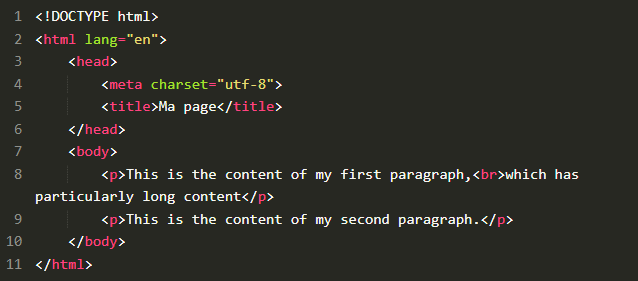 1 <!DOCTYPE html>
2 <html lang="en">
3     <head>
4         <meta charset="utf-8">
5         <title>Ma page</title>
6     </head>
7     <body>
8         <p>This is the content of my first paragraph,<br>which has
particularly long content</p>
9         <p>This is the content of my second paragraph.</p>
10     </body>
11 </html>